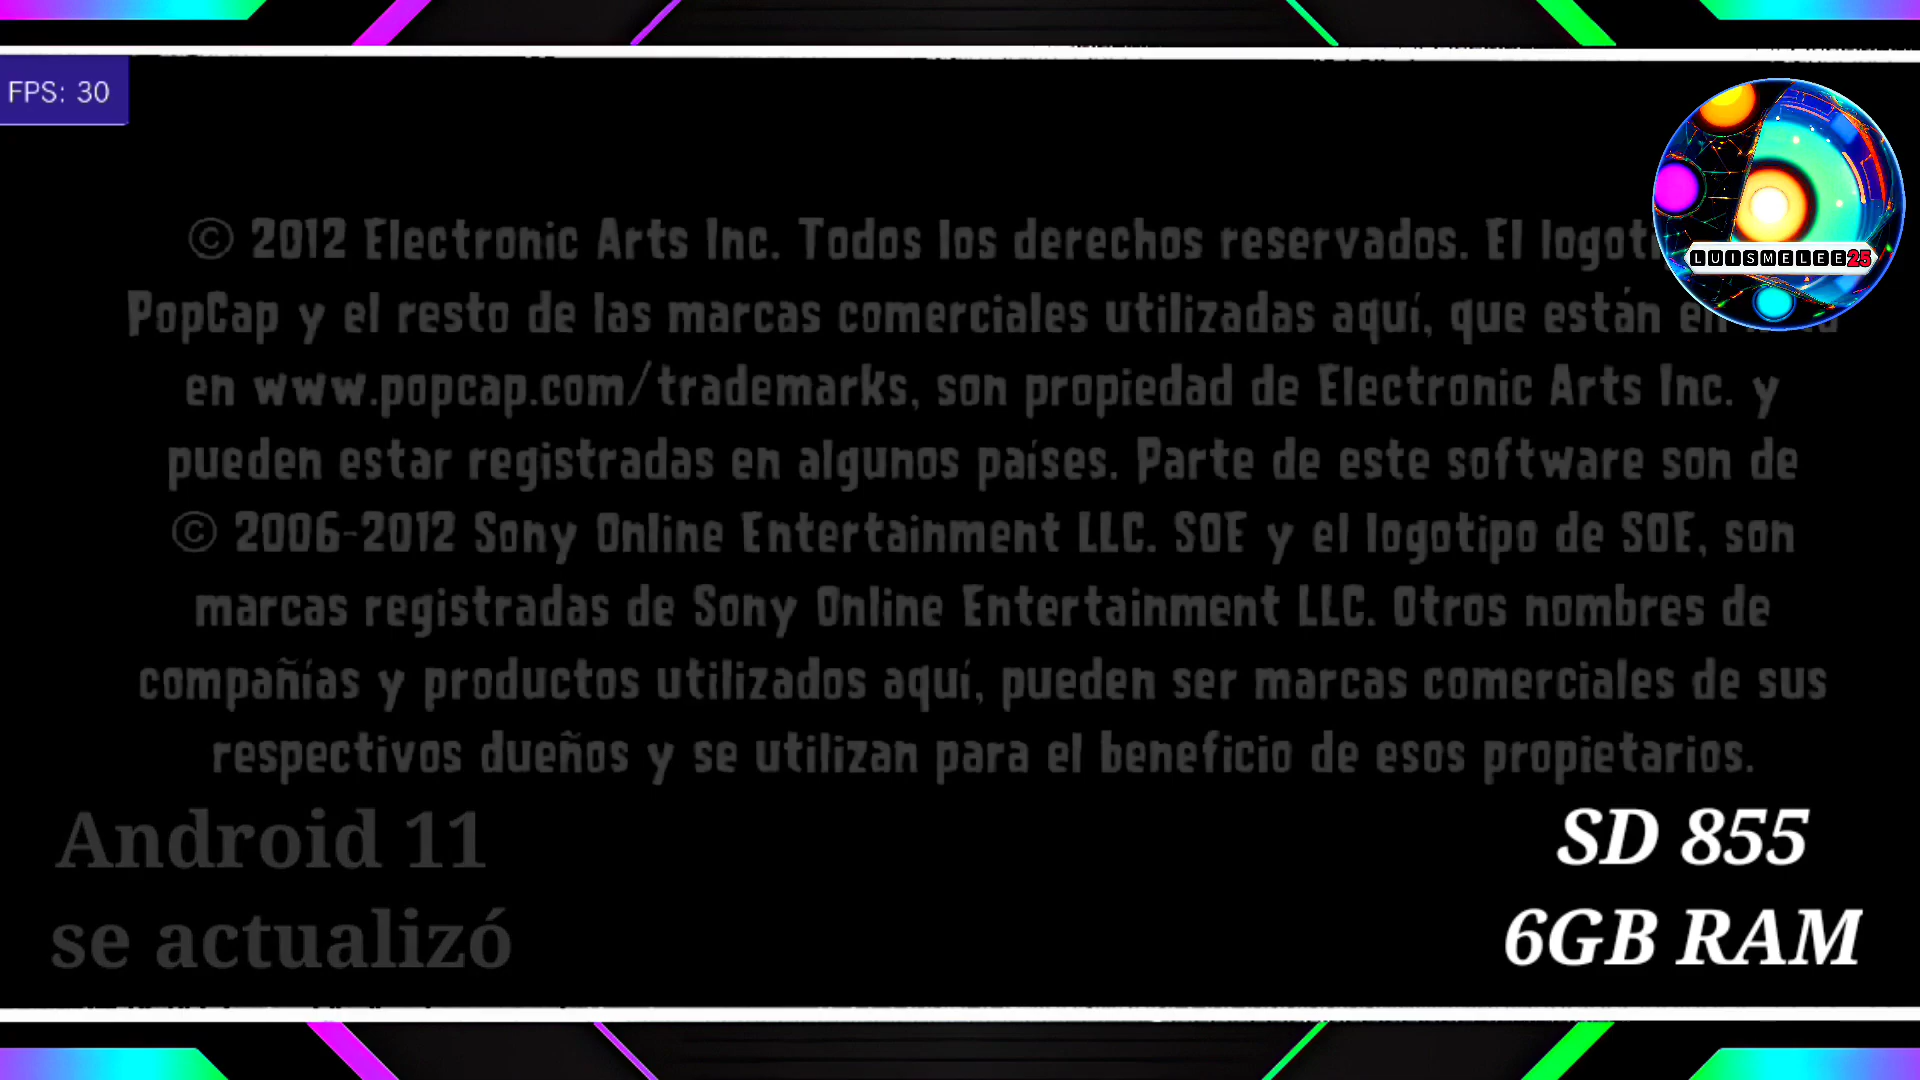 FPS: 30
© 2012 Electronic Arts Inc. Todos los derechos reservados. El
LUISMELEE25
PopCap y el resto de las marcas comerciales utilizadas aquí, que están en
en www.popcap.com/trademarks, son propiedad de Electronic Arts Inc. y
pueden estar registradas en algunos países. Parte de este software son de
© 2006-2012 Sony Online Entertainment LLC. SOE y el logotipo de SOE, son
marcas registradas de Sony Online Entertainment LLC. Otros nombres de
compañías y productos utilizados aquí, pueden ser marcas comerciales de sus
respectivos dueños y se utilizan para el beneficio de esos propietarios.
Android 11
se actualizó
SD 855
6GB RAM